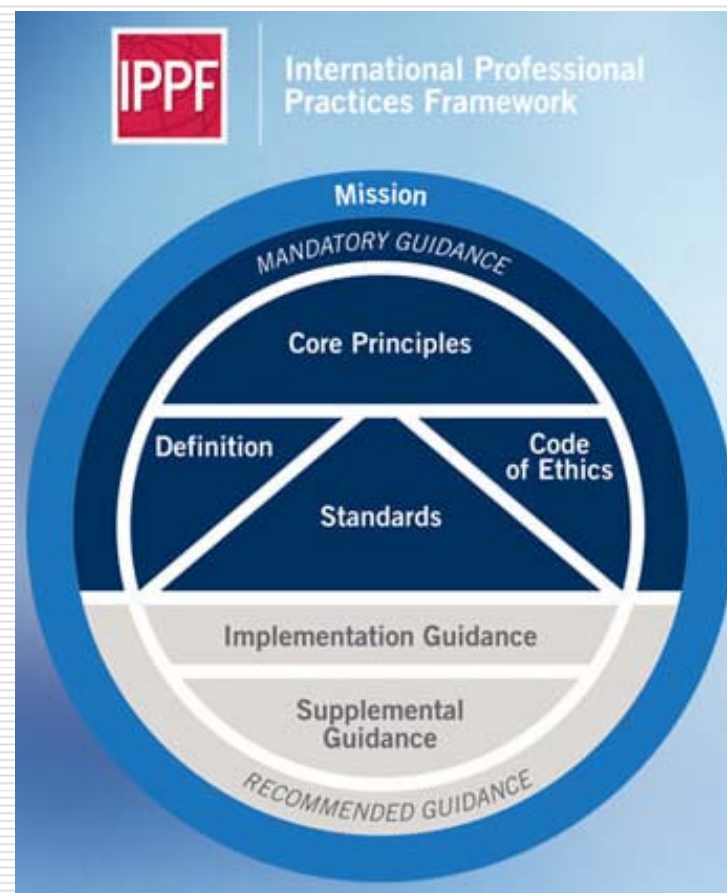 IPPF
International Professional
Practices Framework
Mission
MANDATORY GUIDANCE
Core Principles
Definition
Code
of Ethics
Standards
Implementation Guidance
Supplemental
Guidance
RECOMMENDED GUIDANCE